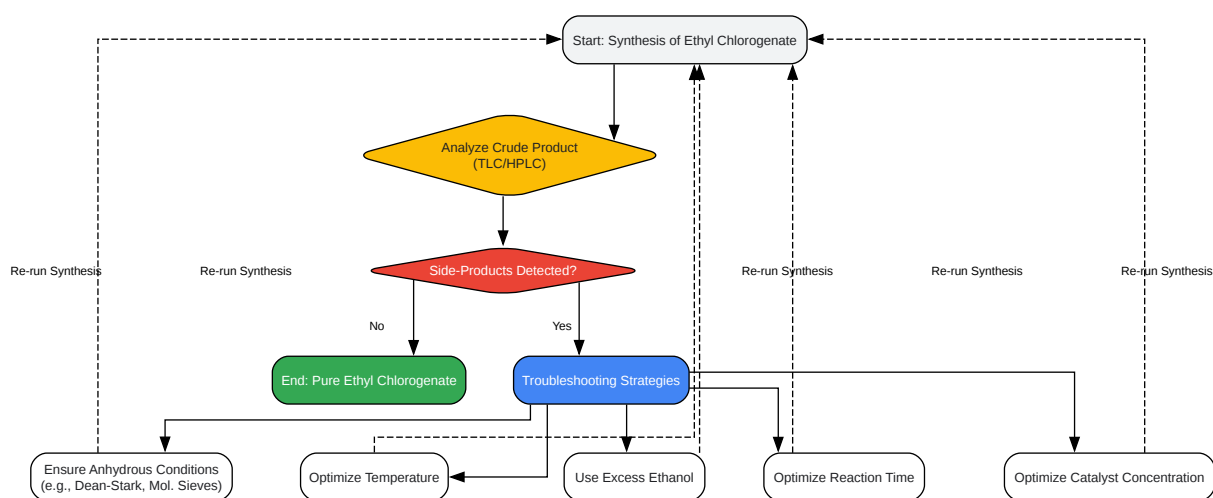 Start: Synthesis of Ethyl Chlorogenate
Analyze Crude Product
(TLC/HPLC)
Side-Products Detected?
Re-run Synthesis
Re-run Synthesis
Re-run Synthesis
Re-run Synthesis
Re-run Synthesis
No
Yes
End: Pure Ethyl Chlorogenate
Troubleshooting Strategies
Ensure Anhydrous Conditions
(e.g., Dean-Stark, Mol. Sieves)
Optimize Temperature
Use Excess Ethanol
Optimize Reaction Time
Optimize Catalyst Concentration